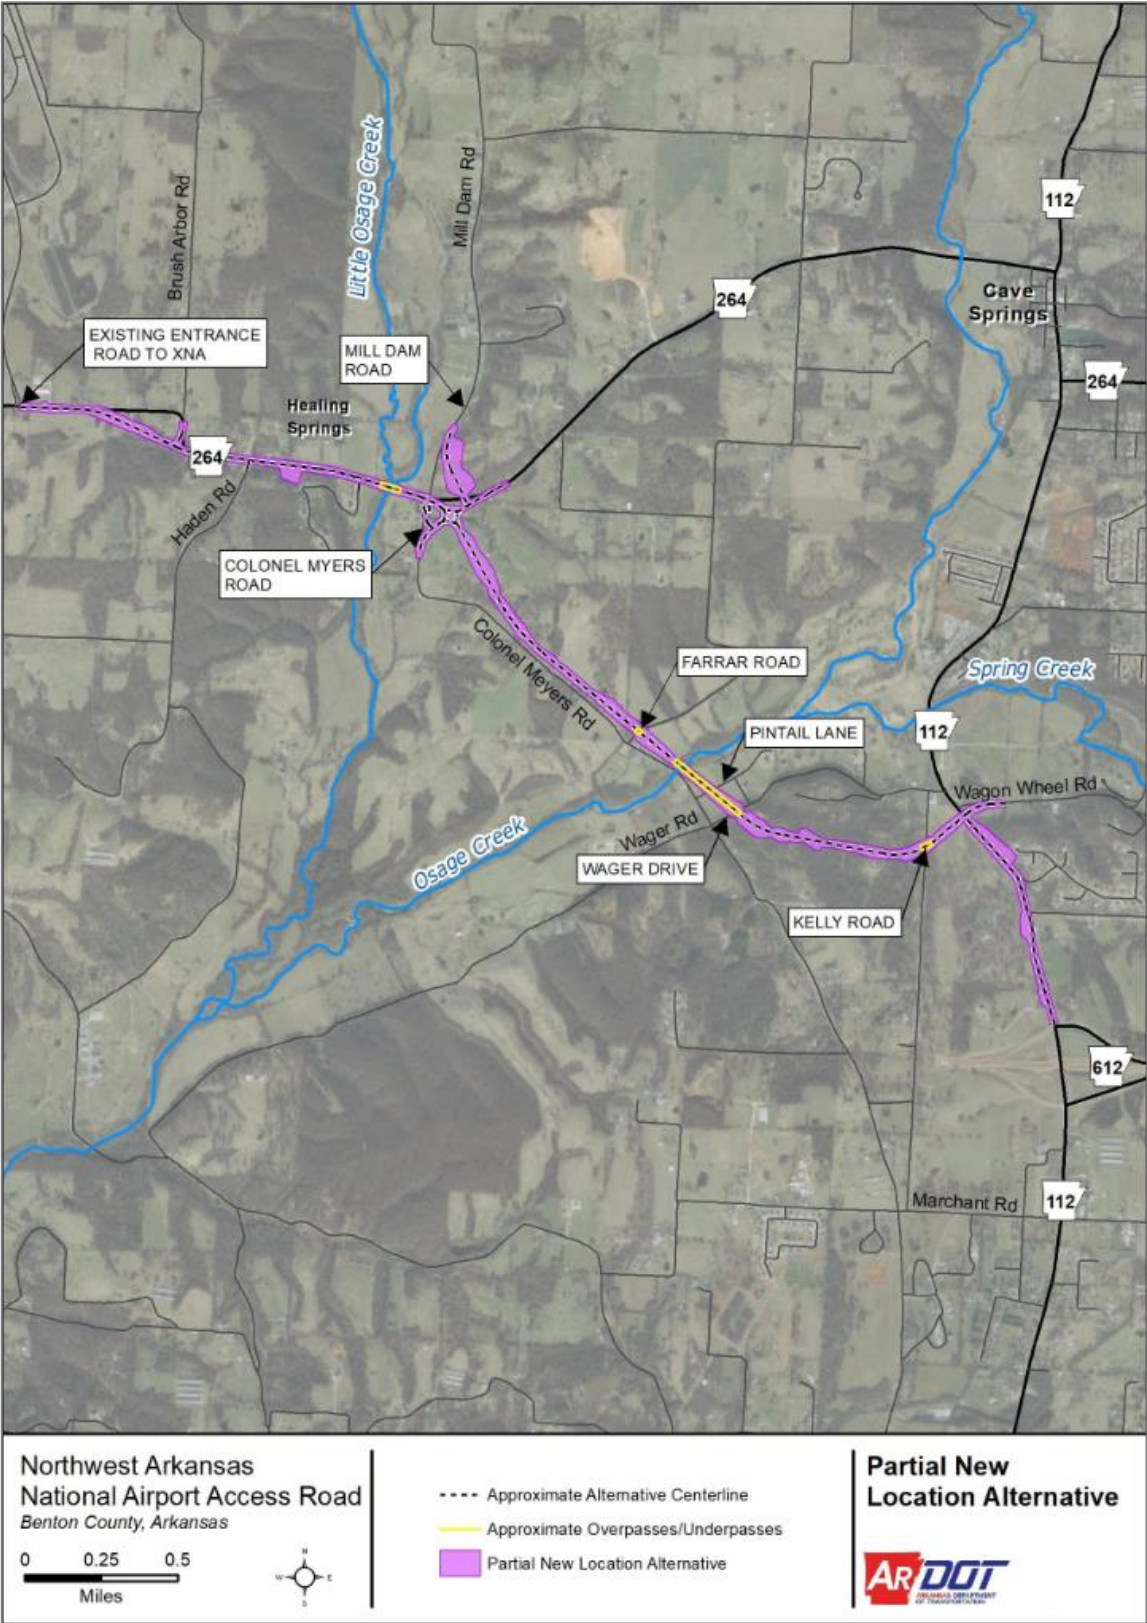 112
Little Osage Creek
Mill Dam Rd
Brush Arbor Rd
264
Cave
Springs
EXISTING ENTRANCE
ROAD TO XNA
MILL DAM
ROAD
264
Healing
Springs
264
Haden Rd
COLONEL MYERS
ROAD
Colonel Meyers Rd
FARRAR ROAD
Spring Creek
PINTAIL LANE
112
Wagon Wheel Rd
Wager Rd
Osage Creek
WAGER DRIVE
KELLY ROAD
612
Marchant Rd
112
Northwest Arkansas
National Airport Access Road
Benton County, Arkansas
0 0.25 0.5
Miles
N
W E
S
Approximate Alternative Centerline
Approximate Overpasses/Underpasses
Partial New Location Alternative
Partial New
Location Alternative
ARDOT
ARKANSAS DEPARTMENT
OF TRANSPORTATION